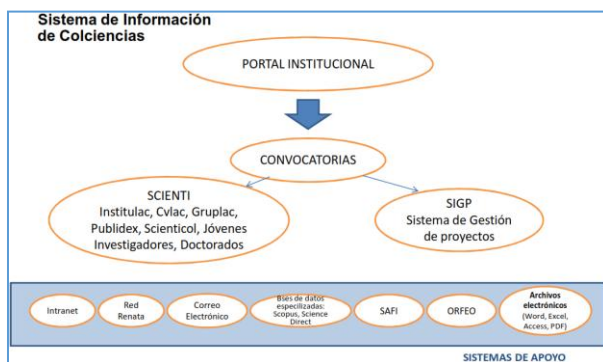 Sistema de Información
de Colciencias
PORTAL INSTITUCIONAL
CONVOCATORIAS
SCIENTI
Institulac, Cvlac, Gruplac,
Publidex, Scienticol, Jóvenes
Investigadores, Doctorados
SIGP
Sistema de Gestión
de proyectos
Intranet
Red
Renata
Correo
Electrónico
Bses de datos
especilizadas:
Scopus, Science
Direct
SAFI
ORFEO
Archivos
electrónicos
(Word, Excel,
Access, PDF)
SISTEMAS DE APOYO